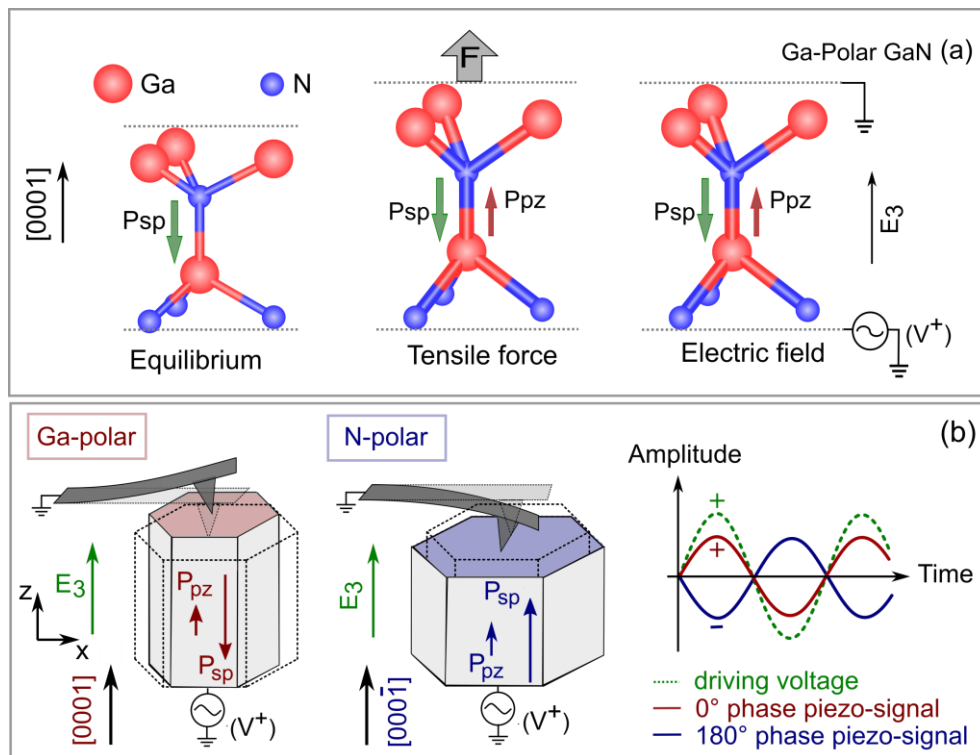 F
Ga-Polar GaN (a)
Ga
N
[0001]
Psp
Psp
Ppz
Psp
Ppz
E3
(V+)
Equilibrium
Tensile force
Electric field
Ga-polar
N-polar
(b)
Amplitude
+
+
−
Time
Z
x
E3
Ppz
Psp
[0001]
(V+)
E3
Psp
Ppz
[0001̄]
(V+)
driving voltage
0° phase piezo-signal
180° phase piezo-signal